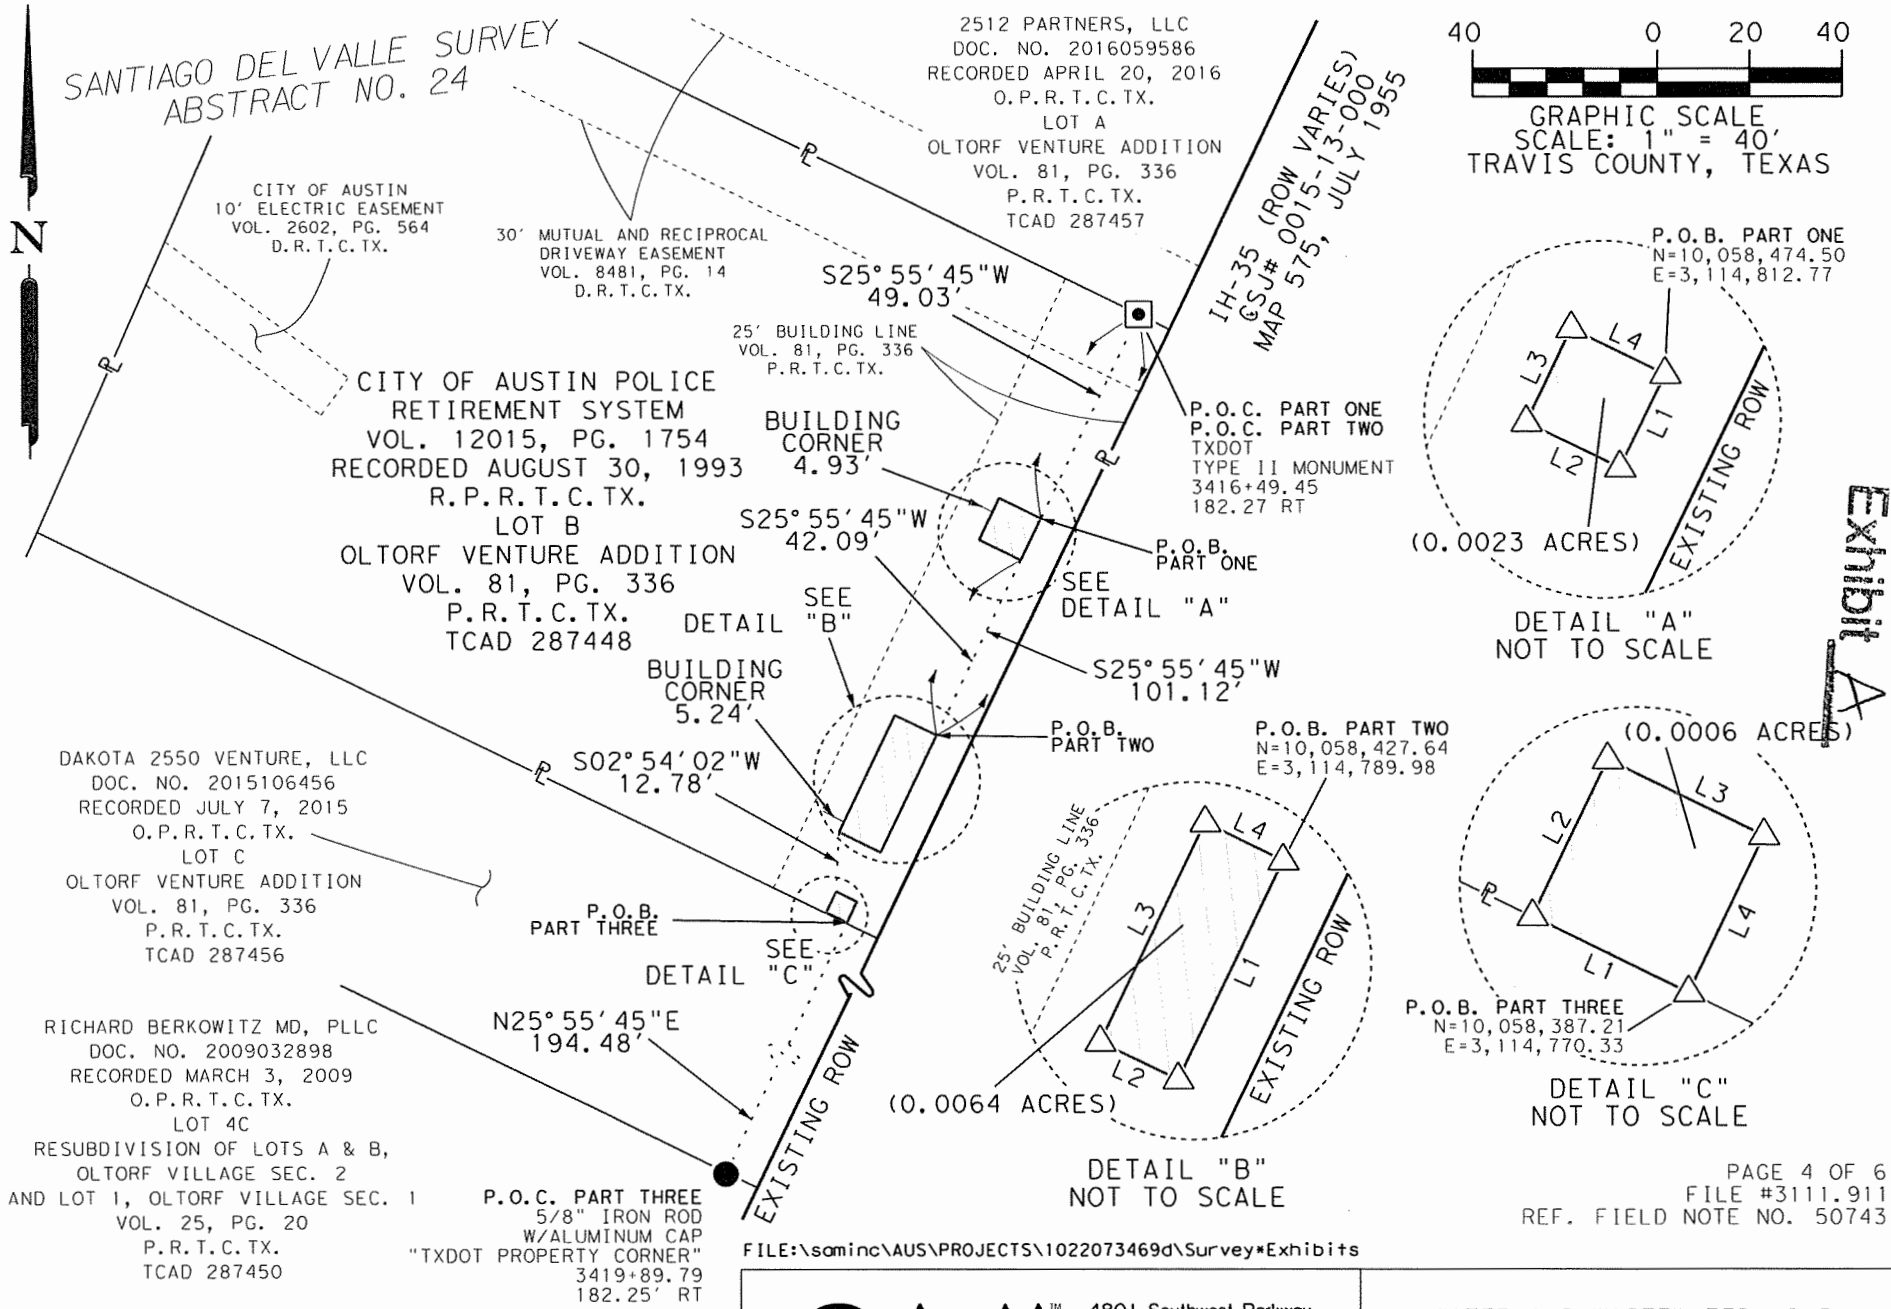 SANTIAGO DEL VALLE SURVEY
ABSTRACT NO. 24
N
CITY OF AUSTIN
10' ELECTRIC EASEMENT
VOL. 2602, PG. 564
D.R.T.C.TX.
30' MUTUAL AND RECIPROCAL
DRIVEWAY EASEMENT
VOL. 8481, PG. 14
D.R.T.C.TX.
2512 PARTNERS, LLC
DOC. NO. 2016059586
RECORDED APRIL 20, 2016
O.P.R.T.C.TX.
LOT A
OLTORF VENTURE ADDITION
VOL. 81, PG. 336
P.R.T.C.TX.
TCAD 287457
IH-35 (ROW VARIES)
CSJ# 0015-13-000
MAP 575, JULY 1955
40 0 20 40
GRAPHIC SCALE
SCALE: 1" = 40'
TRAVIS COUNTY, TEXAS
S25°55'45"W
49.03'
25' BUILDING LINE
VOL. 81, PG. 336
P.R.T.C.TX.
CITY OF AUSTIN POLICE
RETIREMENT SYSTEM
VOL. 12015, PG. 1754
RECORDED AUGUST 30, 1993
R.P.R.T.C.TX.
LOT B
OLTORF VENTURE ADDITION
VOL. 81, PG. 336
P.R.T.C.TX.
TCAD 287448
BUILDING
CORNER
4.93'
P.O.C. PART ONE
P.O.C. PART TWO
TXDOT
TYPE II MONUMENT
3416+49.45
182.27 RT
S25°55'45"W
42.09'
P.O.B.
PART ONE
SEE
DETAIL "A"
SEE
DETAIL "B"
BUILDING
CORNER
5.24'
S25°55'45"W
101.12'
P.O.B.
PART TWO
S02°54'02"W
12.78'
P.O.B.
PART THREE
SEE
DETAIL "C"
N25°55'45"E
194.48'
EXISTING ROW
PL
PL
PL
PL
P.O.B. PART ONE
N=10,058,474.50
E=3,114,812.77
L4
L3
L1
L2
EXISTING ROW
(0.0023 ACRES)
DETAIL "A"
NOT TO SCALE
Exhibit A
P.O.B. PART TWO
N=10,058,427.64
E=3,114,789.98
25' BUILDING LINE
VOL. 81, PG. 336
P.R.T.C.TX.
L4
L3
L1
L2
EXISTING ROW
(0.0064 ACRES)
DETAIL "B"
NOT TO SCALE
(0.0006 ACRES)
L3
L2
L4
L1
PL
P.O.B. PART THREE
N=10,058,387.21
E=3,114,770.33
DETAIL "C"
NOT TO SCALE
DAKOTA 2550 VENTURE, LLC
DOC. NO. 2015106456
RECORDED JULY 7, 2015
O.P.R.T.C.TX.
LOT C
OLTORF VENTURE ADDITION
VOL. 81, PG. 336
P.R.T.C.TX.
TCAD 287456
RICHARD BERKOWITZ MD, PLLC
DOC. NO. 2009032898
RECORDED MARCH 3, 2009
O.P.R.T.C.TX.
LOT 4C
RESUBDIVISION OF LOTS A & B,
OLTORF VILLAGE SEC. 2
AND LOT 1, OLTORF VILLAGE SEC. 1
VOL. 25, PG. 20
P.R.T.C.TX.
TCAD 287450
P.O.C. PART THREE
5/8" IRON ROD
W/ALUMINUM CAP
"TXDOT PROPERTY CORNER"
3419+89.79
182.25' RT
PAGE 4 OF 6
FILE #3111.911
REF. FIELD NOTE NO. 50743
FILE:\saminc\AUS\PROJECTS\1022073469d\Survey*Exhibits
4801 Southwest Parkway